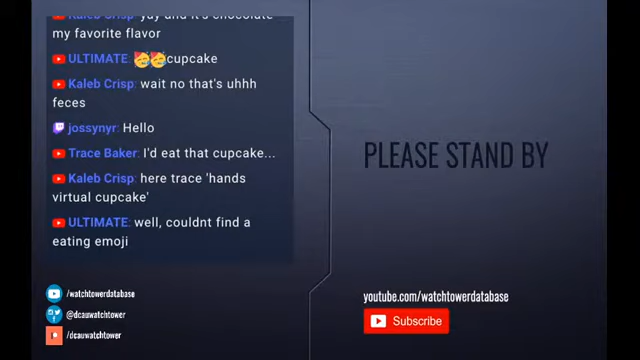 Kaleb Crisp: yay and it's chocolate
my favorite flavor
ULTIMATE: 🥳🥳cupcake
Kaleb Crisp: wait no that's uhhh
feces
jossynyr: Hello
Trace Baker: I'd eat that cupcake...
Kaleb Crisp: here trace 'hands
virtual cupcake'
ULTIMATE: well, couldnt find a
eating emoji
PLEASE STAND BY
/watchtowerdatabase
@dcauwatchtower
/dcauwatchtower
youtube.com/watchtowerdatabase
Subscribe